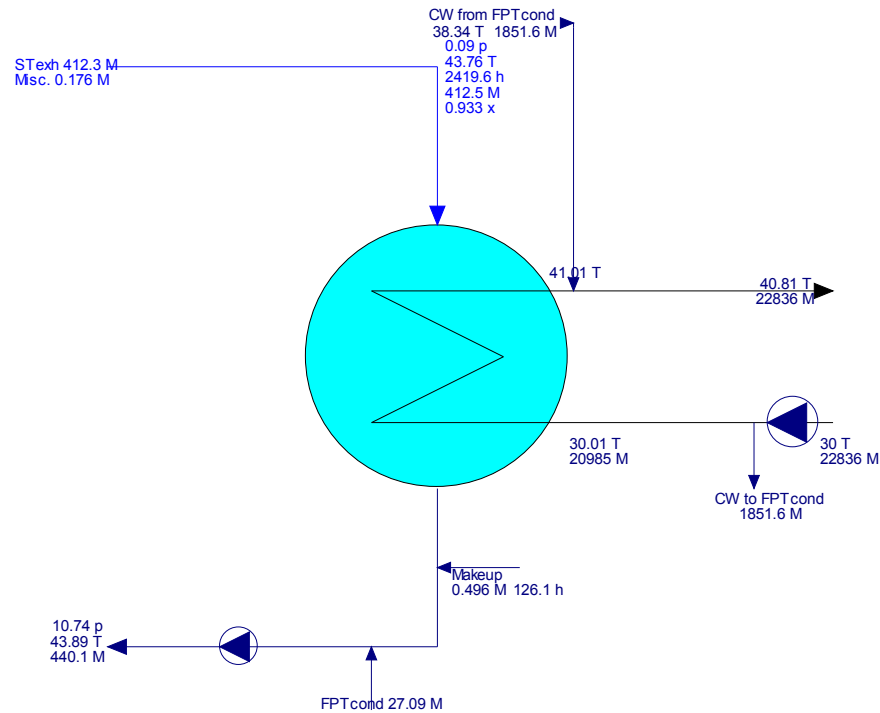 CW from FPTcond
38.34 T 1851.6 M
0.09 p
43.76 T
2419.6 h
412.5 M
0.933 x
STexh 412.3 M
Misc. 0.176 M
41.01 T
40.81 T
22836 M
30.01 T
20985 M
30 T
22836 M
CW to FPTcond
1851.6 M
Makeup
0.496 M 126.1 h
10.74 p
43.89 T
440.1 M
FPTcond 27.09 M